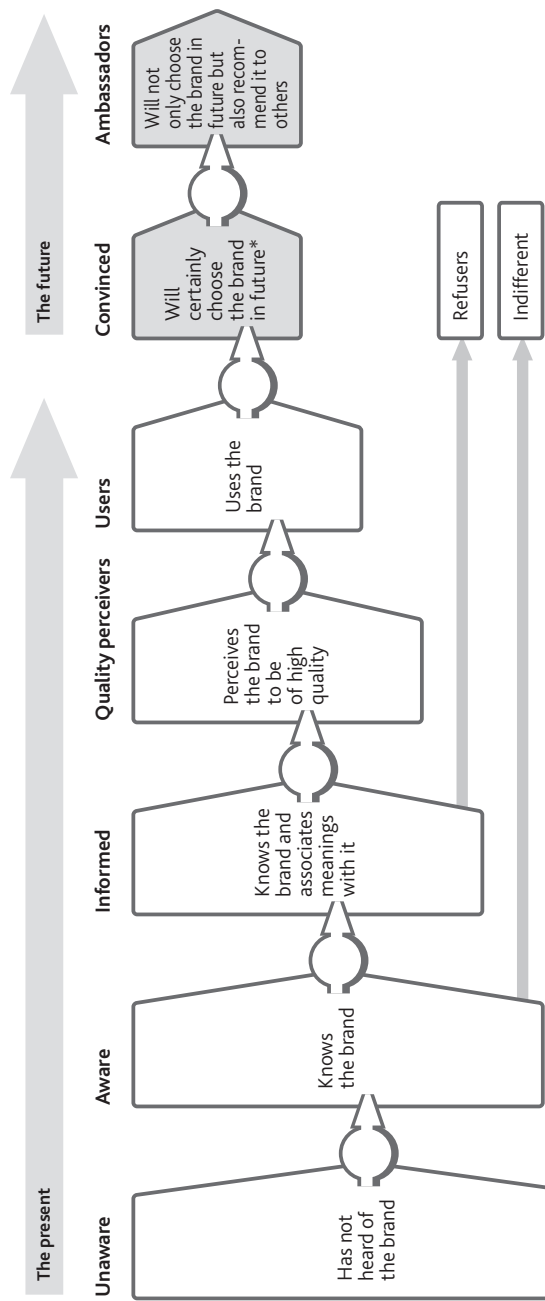 The present
The future
Unaware
Aware
Informed
Quality perceivers
Users
Convinced
Ambassadors
Has not
heard of
the brand
Knows
the brand
Knows the
brand and
associates
meanings
with it
Perceives
the brand
to be
of high
quality
Uses the
brand
Will
certainly
choose
the brand
in future*
Will not
only choose
the brand in
future but
also recom-
mend it to
others
Refusers
Indifferent